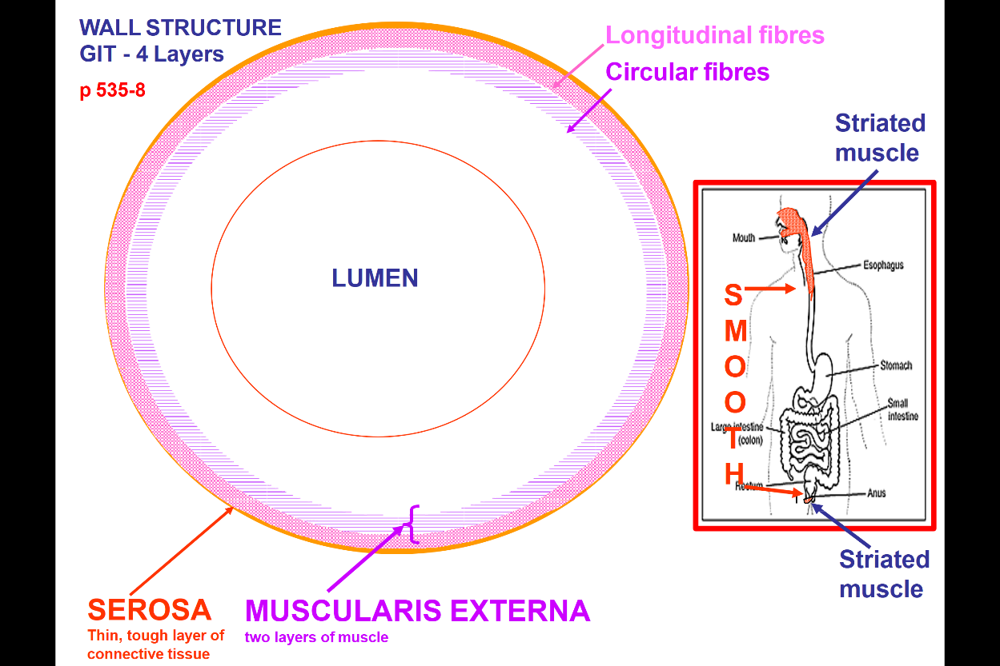 WALL STRUCTURE
GIT - 4 Layers
p 535-8
Longitudinal fibres
Circular fibres
LUMEN
SEROSA
Thin, tough layer of
connective tissue
MUSCULARIS EXTERNA
two layers of muscle
Striated
muscle
Mouth
Esophagus
S
M
O
O
T
H
Stomach
Small
intestine
Large intestine
(colon)
Rectum
Anus
Striated
muscle